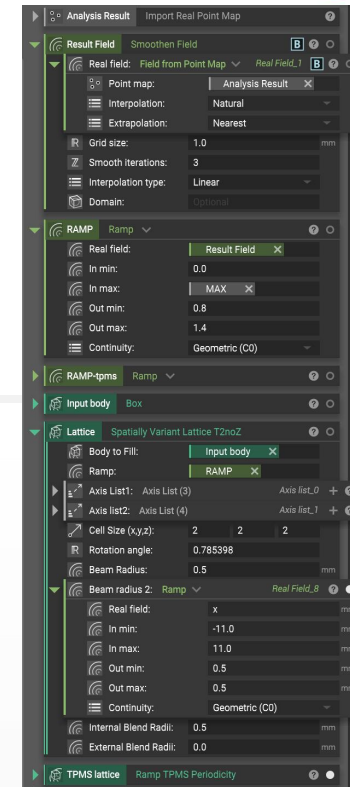 Analysis Result Import Real Point Map
Result Field Smoothen Field B
Real field: Field from Point Map Real Field_1 B
Point map: Analysis Result X
Interpolation: Natural
Extrapolation: Nearest
R Grid size: 1.0 mm
Z Smooth iterations: 3
Interpolation type: Linear
Domain: Optional
RAMP Ramp
Real field: Result Field X
In min: 0.0
In max: MAX X
Out min: 0.8
Out max: 1.4
Continuity: Geometric (C0)
RAMP-tpms Ramp
Input body Box
Lattice Spatially Variant Lattice T2noZ
Body to Fill: Input body X
Ramp: RAMP X
Axis List1: Axis List (3) Axis list_0 +
Axis List2: Axis List (4) Axis list_1 +
Cell Size (x,y,z): 2 2 2
R Rotation angle: 0.785398
Beam Radius: 0.5 mm
Beam radius 2: Ramp Real Field_8
Real field: x mm
In min: -11.0 mm
In max: 11.0 mm
Out min: 0.5 mm
Out max: 0.5 mm
Continuity: Geometric (C0)
Internal Blend Radii: 0.5 mm
External Blend Radii: 0.0 mm
TPMS lattice Ramp TPMS Periodicity